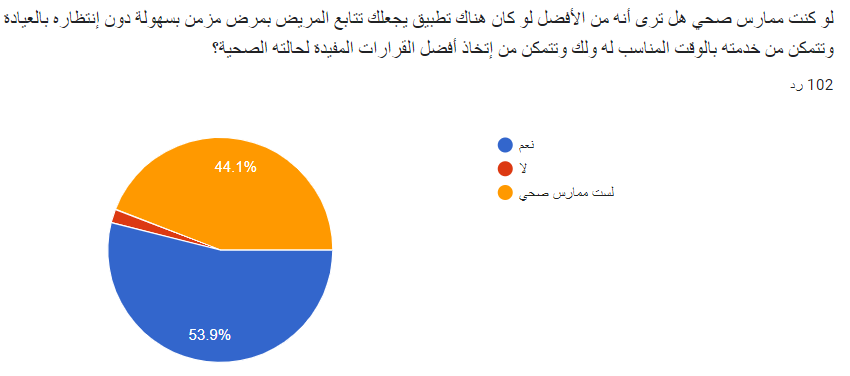 لو كنت ممارس صحي هل ترى أنه من الأفضل لو كان هناك تطبيق يجعلك تتابع المريض بمرض مزمن بسهولة دون إنتظاره بالعيادة
وتتمكن من خدمته بالوقت المناسب له ولك وتتمكن من إتخاذ أفضل القرارات المفيدة لحالته الصحية؟
102 رد
نعم
لا
لست ممارس صحي
44.1%
53.9%